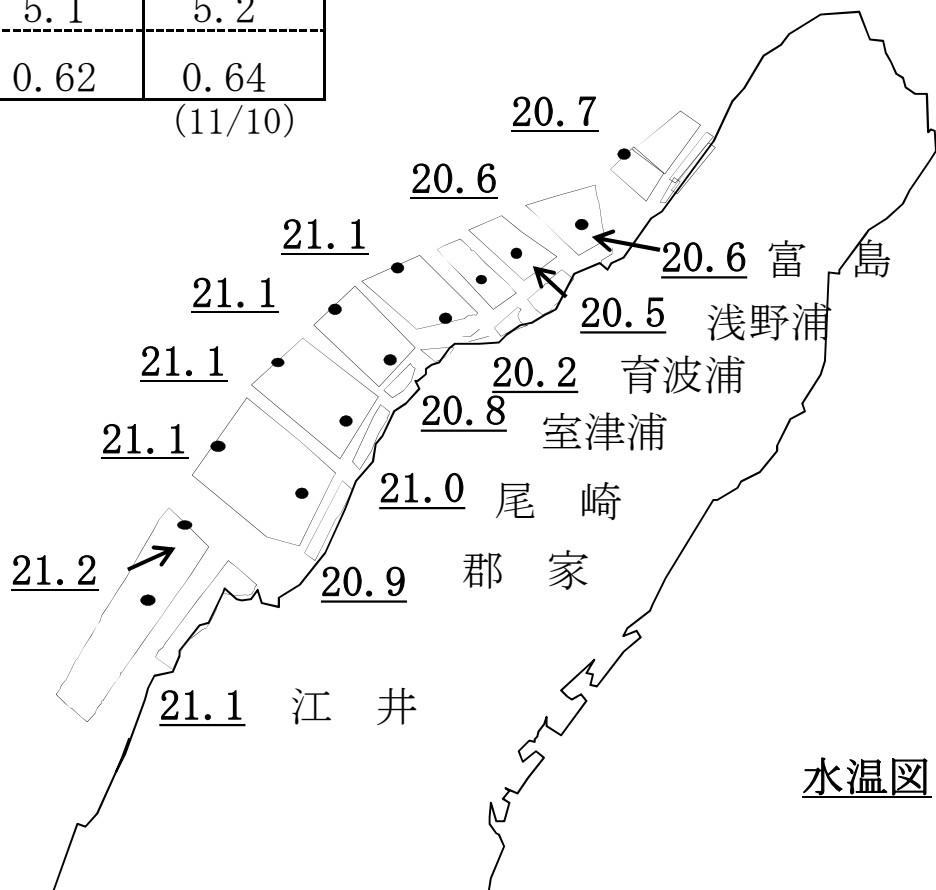 5.1 5.2
0.62 0.64
(11/10)
20.7
20.6
21.1
20.6 富 島
21.1
20.5 浅野浦
21.1
20.2 育波浦
20.8 室津浦
21.1
21.0 尾 崎
21.2
20.9 郡 家
21.1 江 井
水温図